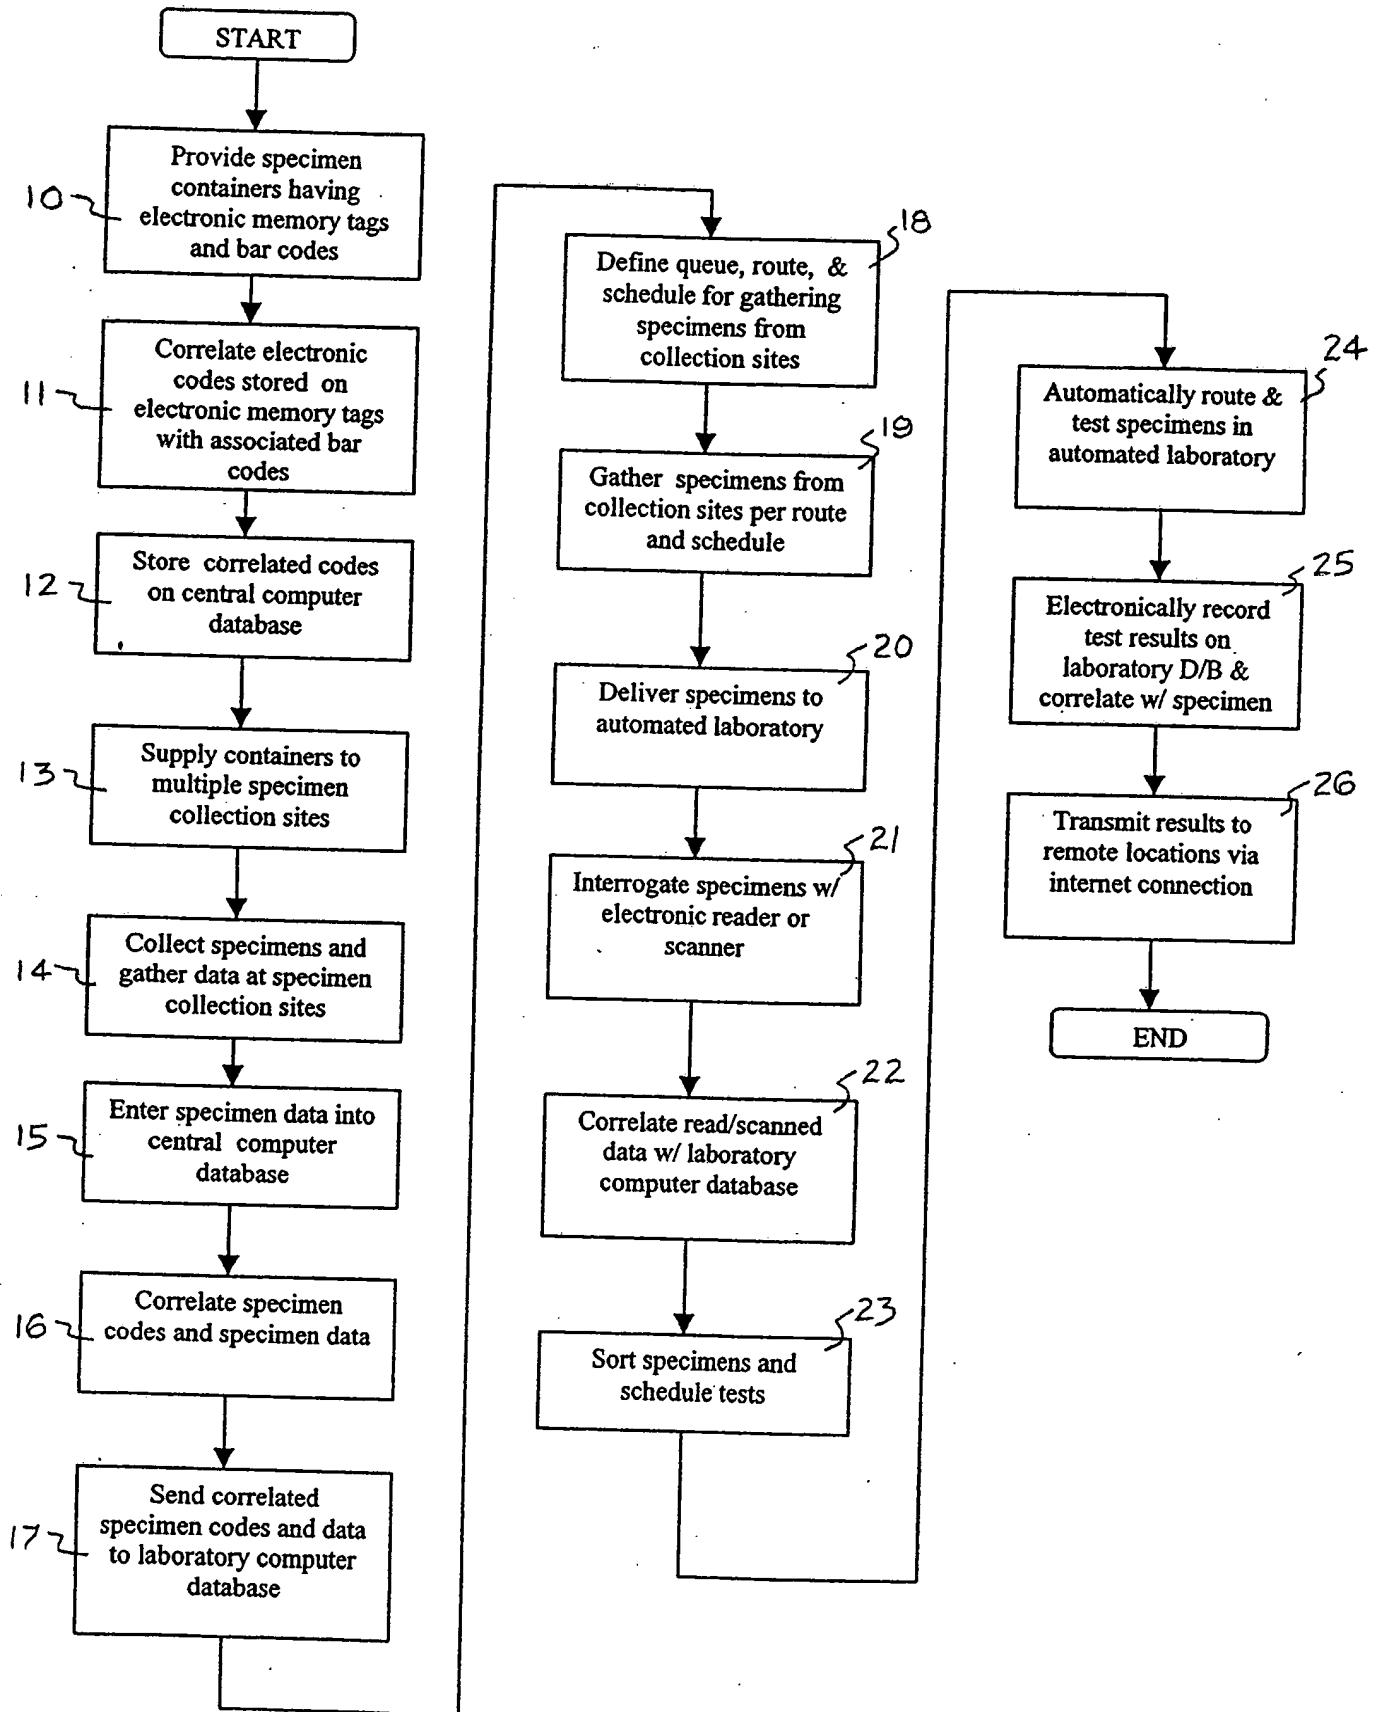 START
10
Provide specimen
containers having
electronic memory tags
and bar codes
11
Correlate electronic
codes stored on
electronic memory tags
with associated bar
codes
12
Store correlated codes
on central computer
database
13
Supply containers to
multiple specimen
collection sites
14
Collect specimens and
gather data at specimen
collection sites
15
Enter specimen data into
central computer
database
16
Correlate specimen
codes and specimen data
17
Send correlated
specimen codes and data
to laboratory computer
database
18
Define queue, route, &
schedule for gathering
specimens from
collection sites
19
Gather specimens from
collection sites per route
and schedule
20
Deliver specimens to
automated laboratory
21
Interrogate specimens w/
electronic reader or
scanner
22
Correlate read/scanned
data w/ laboratory
computer database
23
Sort specimens and
schedule tests
24
Automatically route &
test specimens in
automated laboratory
25
Electronically record
test results on
laboratory D/B &
correlate w/ specimen
26
Transmit results to
remote locations via
internet connection
END